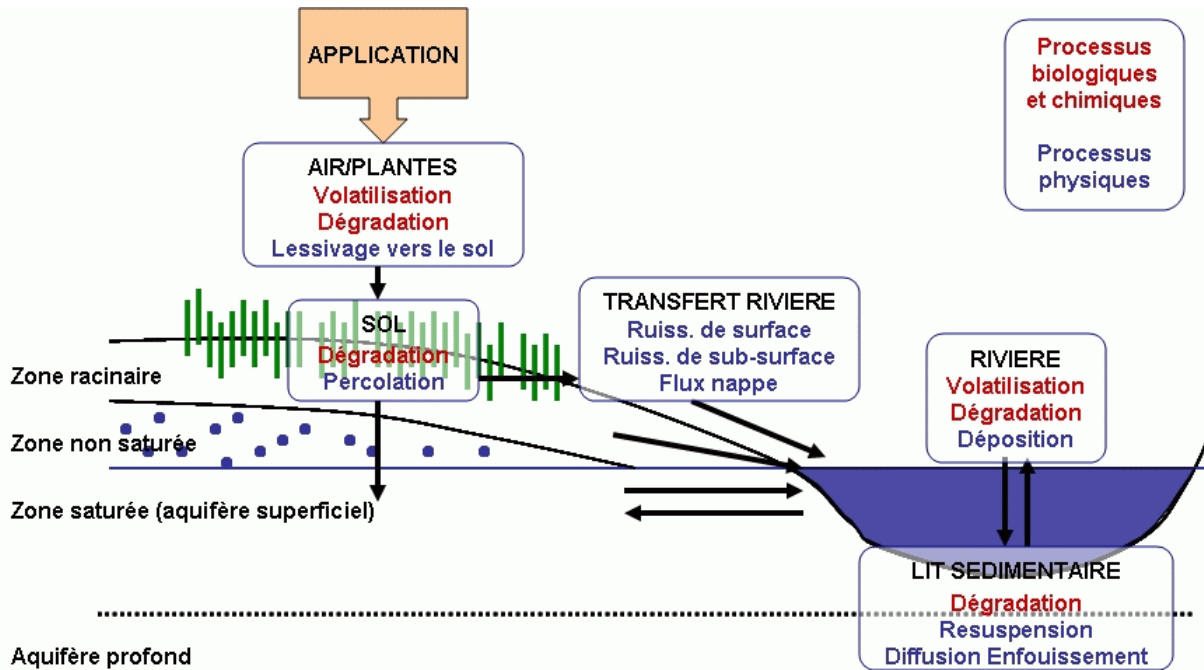 APPLICATION
Processus
biologiques
et chimiques
Processus
physiques
AIR/PLANTES
Volatilisation
Dégradation
Lessivage vers le sol
SOL
Dégradation
Percolation
TRANSFERT RIVIERE
Ruiss. de surface
Ruiss. de sub-surface
Flux nappe
RIVIERE
Volatilisation
Dégradation
Déposition
Zone racinaire
Zone non saturée
Zone saturée (aquifère superficiel)
LIT SEDIMENTAIRE
Dégradation
Resuspension
Diffusion Enfouissement
Aquifère profond